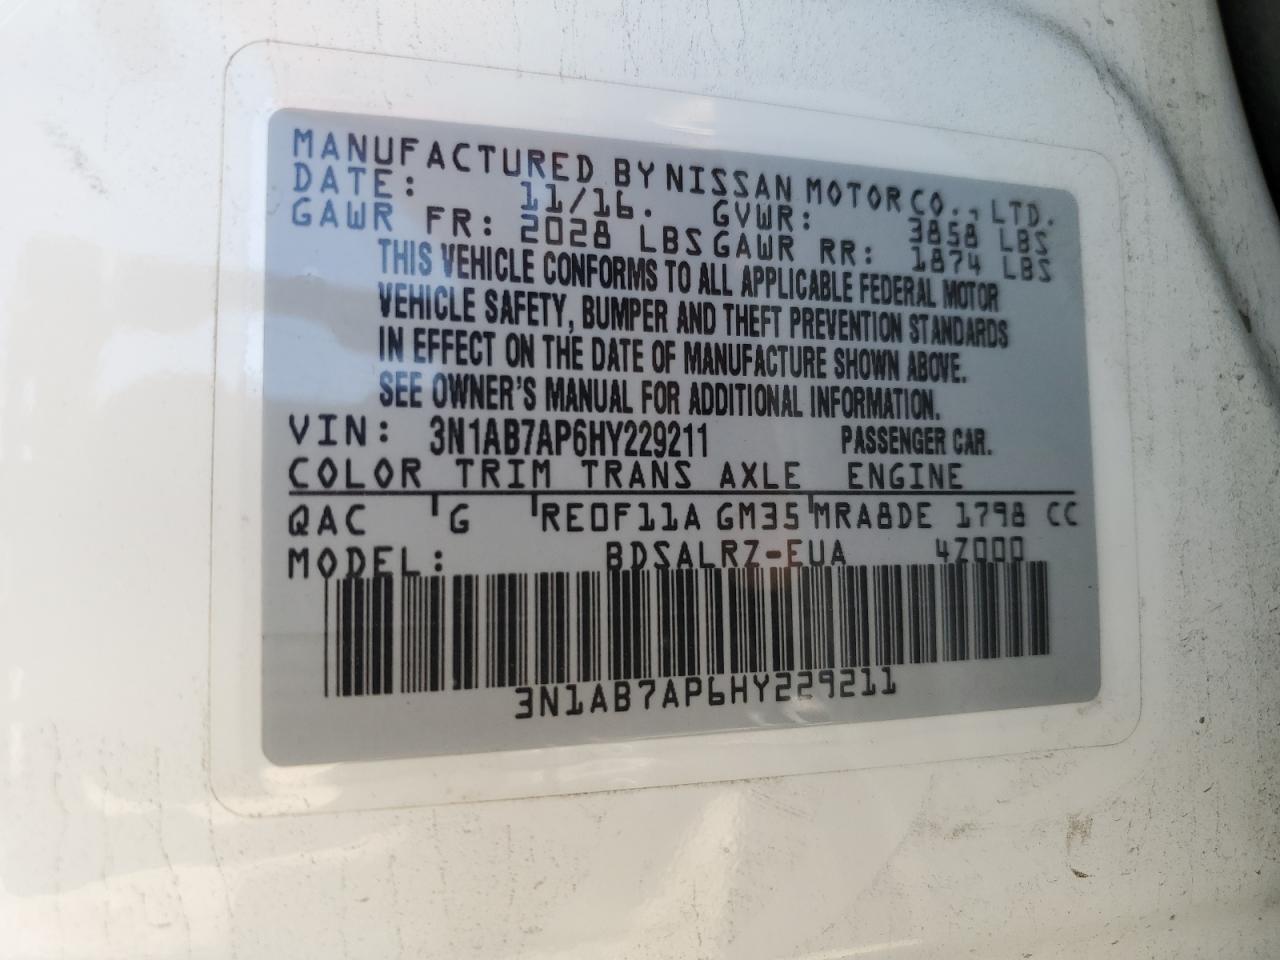 MANUFACTURED BY NISSAN MOTOR CO., LTD.
DATE: 11/16. GVWR: 3858 LBS
GAWR FR: 2028 LBS GAWR RR: 1874 LBS
THIS VEHICLE CONFORMS TO ALL APPLICABLE FEDERAL MOTOR
VEHICLE SAFETY, BUMPER AND THEFT PREVENTION STANDARDS
IN EFFECT ON THE DATE OF MANUFACTURE SHOWN ABOVE.
SEE OWNER'S MANUAL FOR ADDITIONAL INFORMATION.
VIN: 3N1AB7AP6HY229211 PASSENGER CAR.
COLOR TRIM TRANS AXLE ENGINE
QAC G RE0F11A GM35 MRA8DE 1798 CC
MODEL: BDSALRZ-EUA 4Z000
3N1AB7AP6HY229211